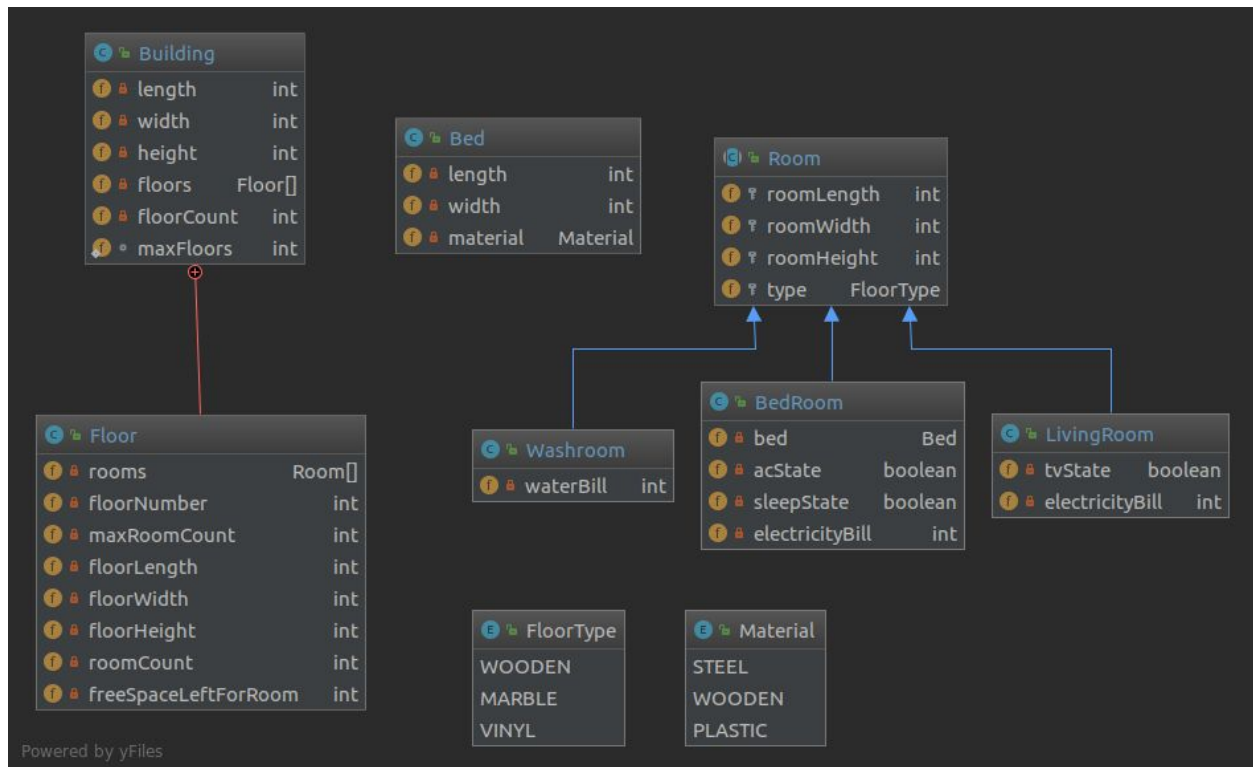 Building
length int
width int
height int
floors Floor[]
floorCount int
maxFloors int
Bed
length int
width int
material Material
Room
roomLength int
roomWidth int
roomHeight int
type FloorType
Floor
rooms Room[]
floorNumber int
maxRoomCount int
floorLength int
floorWidth int
floorHeight int
roomCount int
freeSpaceLeftForRoom int
Washroom
waterBill int
BedRoom
bed Bed
acState boolean
sleepState boolean
electricityBill int
LivingRoom
tvState boolean
electricityBill int
FloorType
WOODEN
MARBLE
VINYL
Material
STEEL
WOODEN
PLASTIC
Powered by yFiles